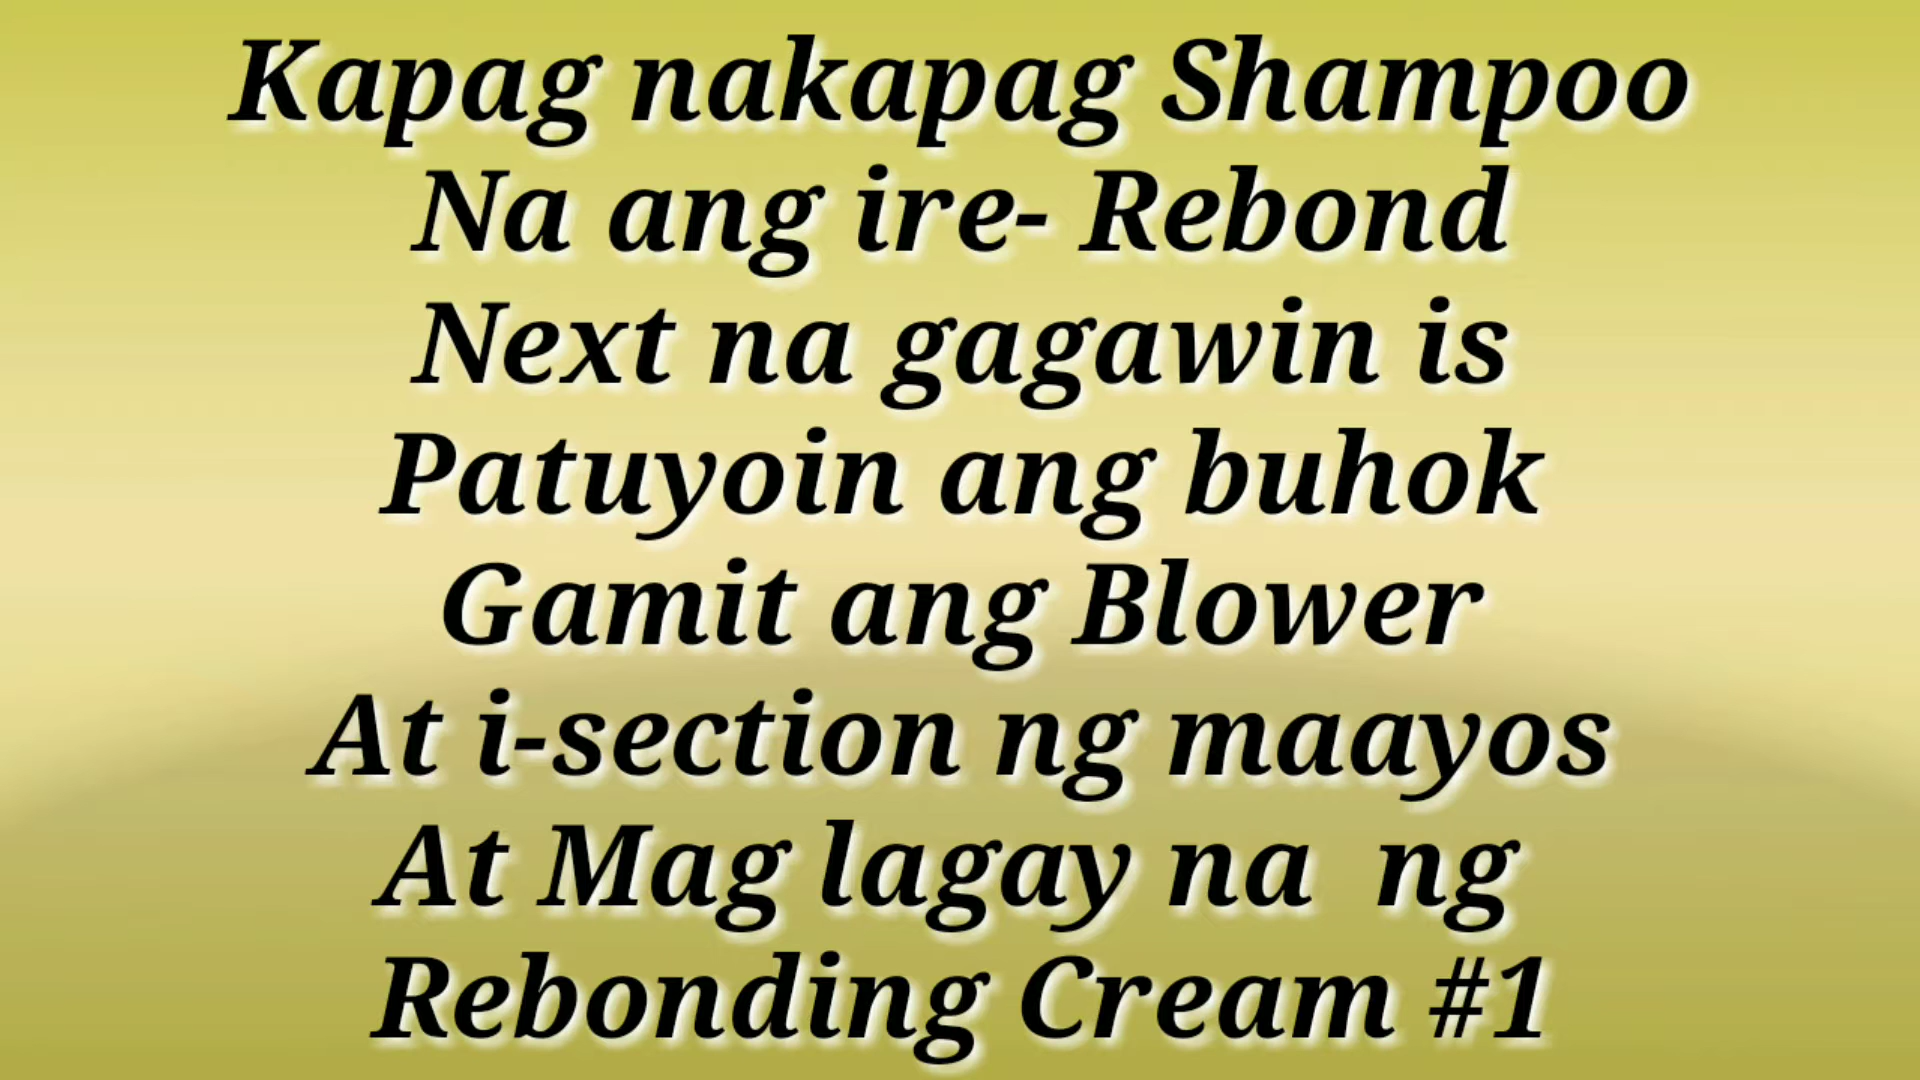 Kapag nakapag Shampoo
Na ang ire- Rebond
Next na gagawin is
Patuyoin ang buhok
Gamit ang Blower
At i-section ng maayos
At Mag lagay na  ng
Rebonding Cream #1